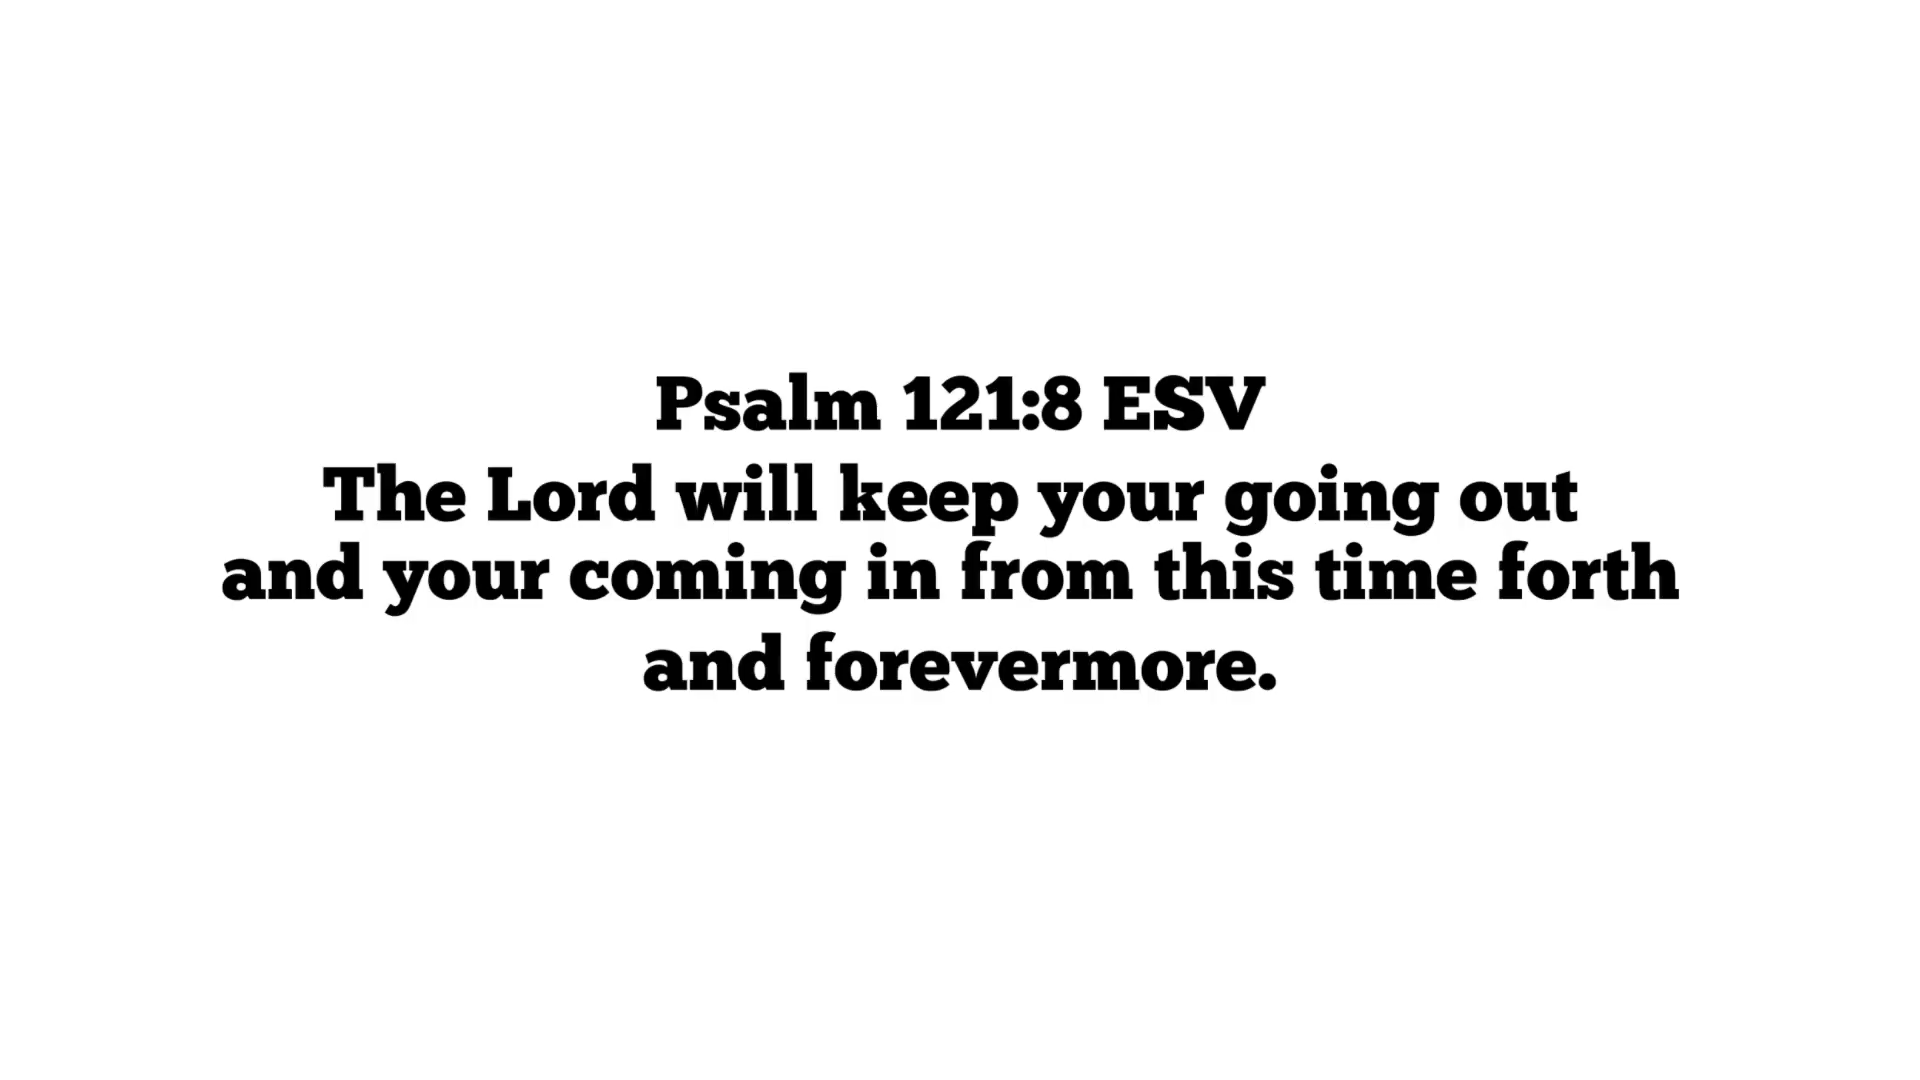 Psalm 121:8 ESV
The Lord will keep your going out
and your coming in from this time forth
and forevermore.